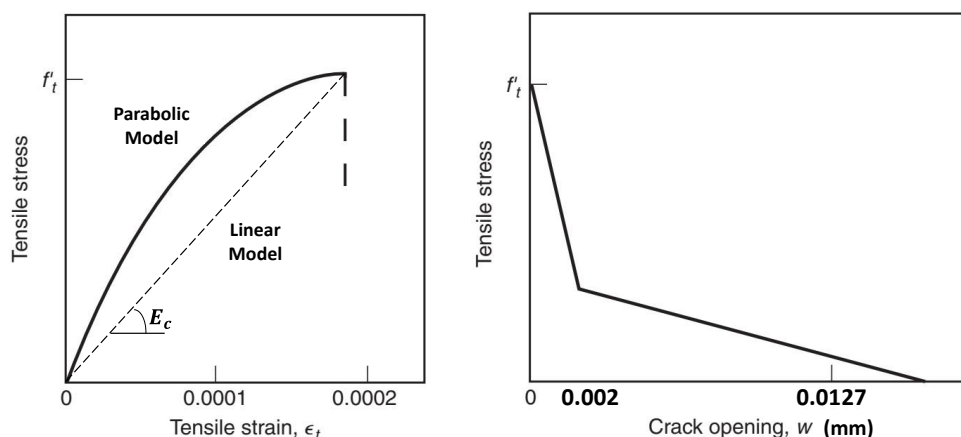 f't
Parabolic
Model
Linear
Model
Ec
Tensile stress
0
0.0001
0.0002
Tensile strain, ϵt
f't
Tensile stress
0
0.002
0.0127
Crack opening, w (mm)